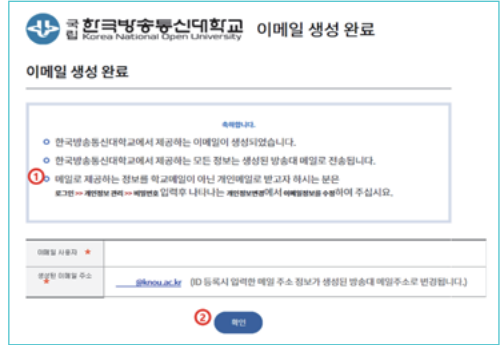 국립 한국방송통신대학교 이메일 생성 완료
Korea National Open University
이메일 생성 완료
축하합니다.
한국방송통신대학교에서 제공하는 이메일이 생성되었습니다.
한국방송통신대학교에서 제공하는 모든 정보는 생성된 방송대 메일로 전송됩니다.
① 메일로 제공하는 정보를 학교메일이 아닌 개인메일로 받고자 하시는 분은
로그인 >> 개인정보 관리 >> 비밀번호 입력후 나타나는 개인정보변경에서 이메일정보를 수정하여 주십시요.
이메일 사용자 *
생성된 이메일 주소 *
@knou.ac.kr (ID 등록시 입력한 메일 주소 정보가 생성된 방송대 메일주소로 변경됩니다.)
② 확인